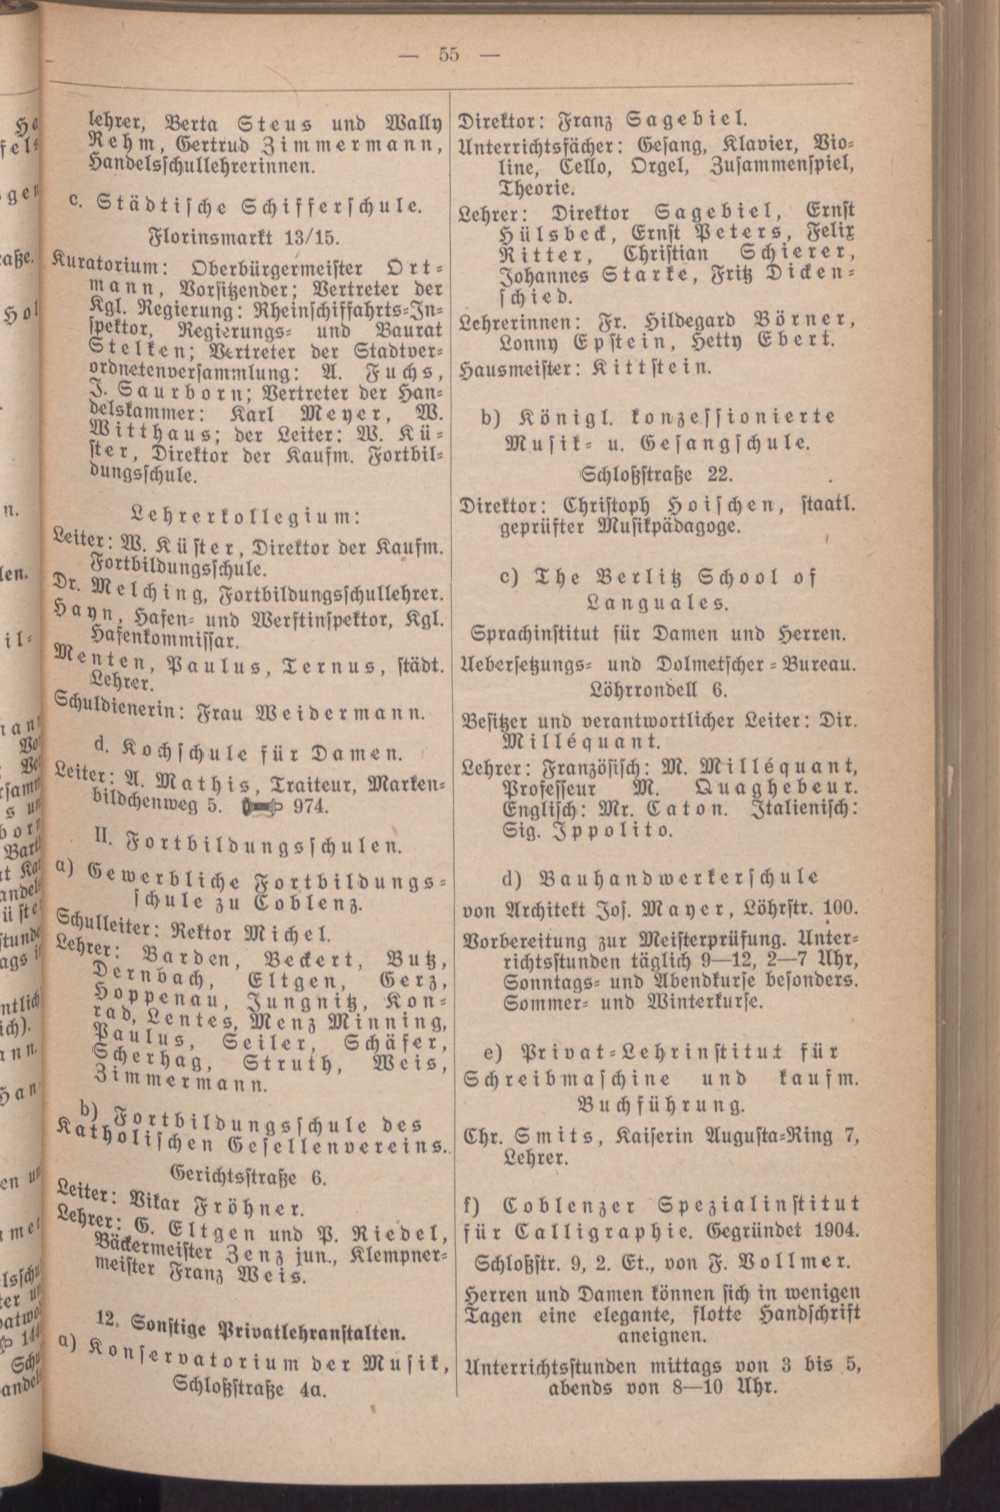 — 55 —
lehrer, Berta Steus und Wally
Rehm, Gertrud Zimmermann,
Handelsschullehrerinnen.
c. Städtische Schifferschule.
Florinsmarkt 13/15.
Kuratorium: Oberbürgermeister Ort-
mann, Vorsitzender; Vertreter der
Kgl. Regierung: Rheinschiffahrts-In-
spektor, Regierungs- und Baurat
Stelken; Vertreter der Stadtver-
ordnetenversammlung: A. Fuchs,
J. Saurborn; Vertreter der Han-
delskammer: Karl Meyer, W.
Witthaus; der Leiter: W. Kü-
ster, Direktor der Kaufm. Fortbil-
dungsschule.
Lehrerkollegium:
Leiter: W. Küster, Direktor der Kaufm.
Fortbildungsschule.
Dr. Melching, Fortbildungsschullehrer.
Hayn, Hafen- und Werftinspektor, Kgl.
Hafenkommissar.
Menten, Paulus, Ternus, städt.
Lehrer.
Schuldienerin: Frau Weidermann.
d. Kochschule für Damen.
Leiter: A. Mathis, Traiteur, Marken-
bildchenweg 5. 974.
II. Fortbildungsschulen.
a) Gewerbliche Fortbildungs-
schule zu Coblenz.
Schulleiter: Rektor Michel.
Lehrer: Barden, Beckert, Butz,
Dernbach, Eltgen, Gerz,
Hoppenau, Jungnitz, Kon-
rad, Lentes, Menz Minning,
Paulus, Seiler, Schäfer,
Scherhag, Struth, Weis,
Zimmermann.
b) Fortbildungsschule des
Katholischen Gesellenvereins.
Gerichtsstraße 6.
Leiter: Vikar Fröhner.
Lehrer: G. Eltgen und P. Riedel,
Bäckermeister Zenz jun., Klempner-
meister Franz Weis.
12. Sonstige Privatlehranstalten.
a) Konservatorium der Musik,
Schloßstraße 4a.
Direktor: Franz Sagebiel.
Unterrichtsfächer: Gesang, Klavier, Vio-
line, Cello, Orgel, Zusammenspiel,
Theorie.
Lehrer: Direktor Sagebiel, Ernst
Hülsbeck, Ernst Peters, Felix
Ritter, Christian Schierer,
Johannes Starke, Fritz Dicken-
schied.
Lehrerinnen: Fr. Hildegard Börner,
Lonny Epstein, Hetty Ebert.
Hausmeister: Kittstein.
b) Königl. konzessionierte
Musik- u. Gesangschule.
Schloßstraße 22.
Direktor: Christoph Hoischen, staatl.
geprüfter Musikpädagoge.
c) The Berlitz School of
Languales.
Sprachinstitut für Damen und Herren.
Uebersetzungs- und Dolmetscher-Bureau.
Löhrrondell 6.
Besitzer und verantwortlicher Leiter: Dir.
Milléquant.
Lehrer: Französisch: M. Milléquant,
Professeur M. Quaghebeur.
Englisch: Mr. Caton. Italienisch:
Sig. Ippolito.
d) Bauhandwerkerschule
von Architekt Jos. Mayer, Löhrstr. 100.
Vorbereitung zur Meisterprüfung. Unter-
richtsstunden täglich 9—12, 2—7 Uhr,
Sonntags- und Abendkurse besonders.
Sommer- und Winterkurse.
e) Privat-Lehrinstitut für
Schreibmaschine und kaufm.
Buchführung.
Chr. Smits, Kaiserin Augusta-Ring 7,
Lehrer.
f) Coblenzer Spezialinstitut
für Calligraphie. Gegründet 1904.
Schloßstr. 9, 2. Et., von F. Vollmer.
Herren und Damen können sich in wenigen
Tagen eine elegante, flotte Handschrift
aneignen.
Unterrichtsstunden mittags von 3 bis 5,
abends von 8—10 Uhr.